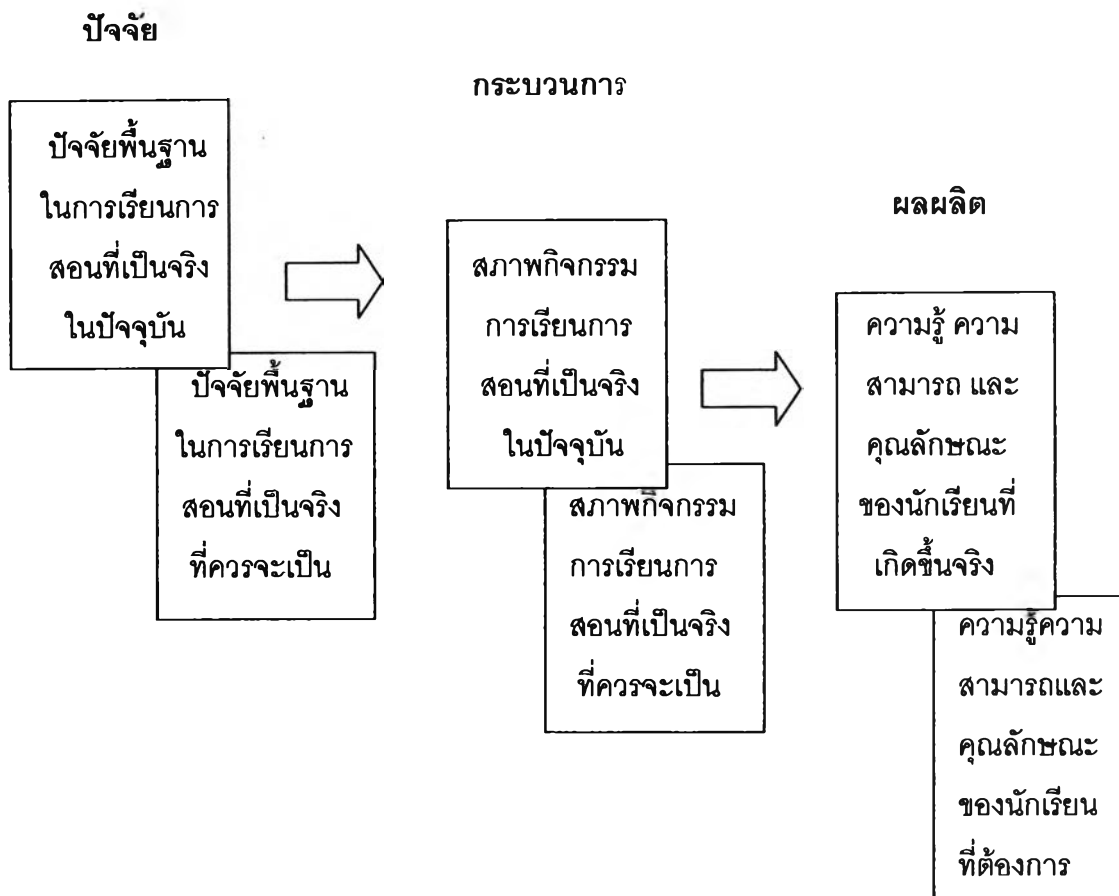 ปัจจัย
ปัจจัยพื้นฐาน
ในการเรียนการ
สอนที่เป็นจริง
ในปัจจุบัน
ปัจจัยพื้นฐาน
ในการเรียนการ
สอนที่เป็นจริง
ที่ควรจะเป็น
กระบวนการ
สภาพกิจกรรม
การเรียนการ
สอนที่เป็นจริง
ในปัจจุบัน
สภาพกิจกรรม
การเรียนการ
สอนที่เป็นจริง
ที่ควรจะเป็น
ผลผลิต
ความรู้ ความ
สามารถ และ
คุณลักษณะ
ของนักเรียนที่
เกิดขึ้นจริง
ความรู้ความ
สามารถและ
คุณลักษณะ
ของนักเรียน
ที่ต้องการ